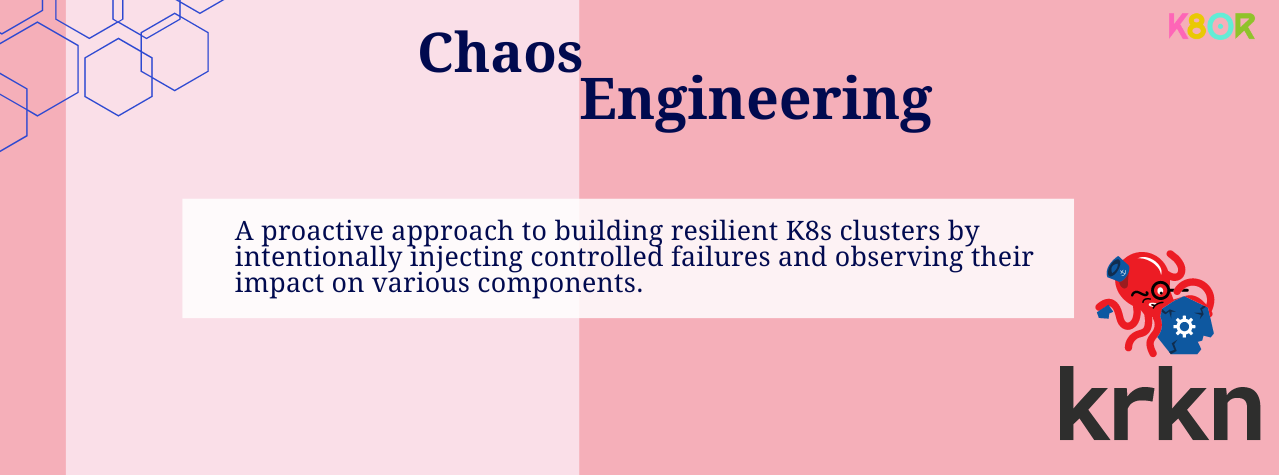 K8OR
Chaos
Engineering
A proactive approach to building resilient K8s clusters by
intentionally injecting controlled failures and observing their
impact on various components.
krkn